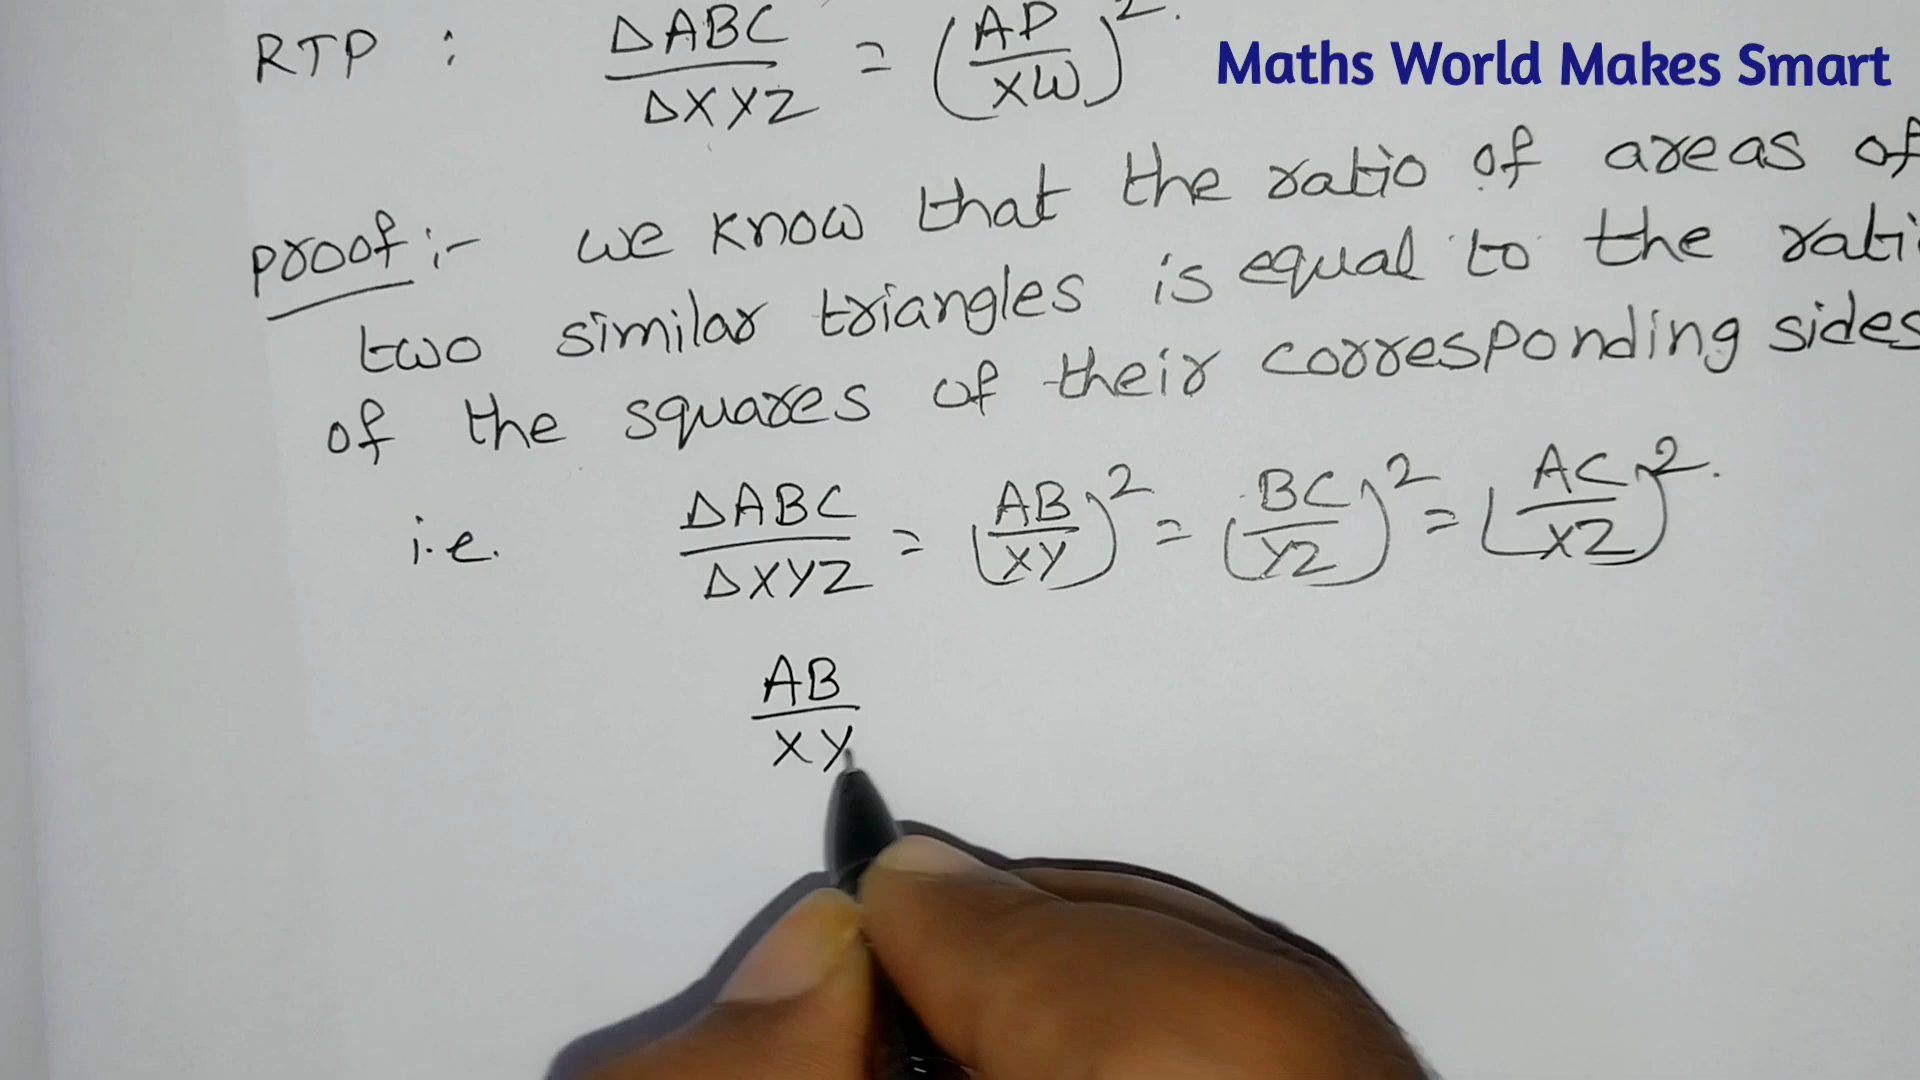 RTP : ΔABC/ΔXYZ = (AD/XW)².
Maths World Makes Smart
proof :- we know that the ratio of areas of
two similar triangles is equal to the rati
of the squares of their corresponding sides
i.e. ΔABC/ΔXYZ = (AB/XY)² = (BC/YZ)² = (AC/XZ)².
AB/XY